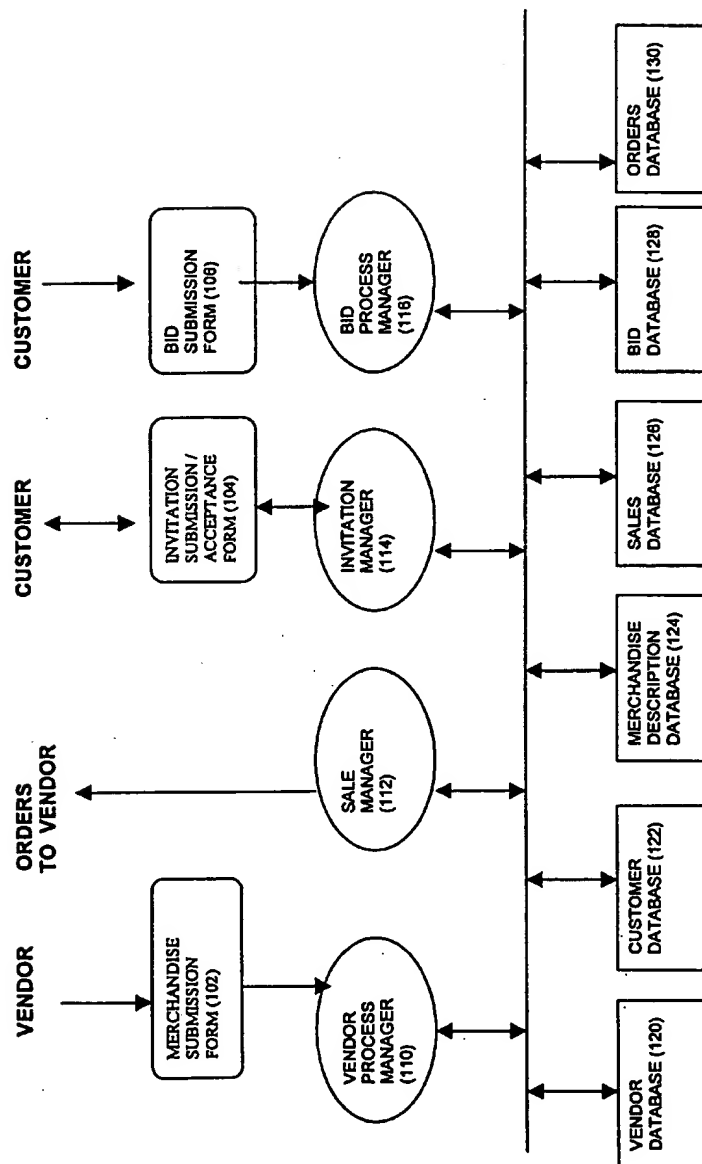 VENDOR
ORDERS
TO VENDOR
CUSTOMER
CUSTOMER
MERCHANDISE
SUBMISSION
FORM (102)
INVITATION
SUBMISSION /
ACCEPTANCE
FORM (104)
BID
SUBMISSION
FORM (108)
VENDOR
PROCESS
MANAGER
(110)
SALE
MANAGER
(112)
INVITATION
MANAGER
(114)
BID
PROCESS
MANAGER
(116)
VENDOR
DATABASE (120)
CUSTOMER
DATABASE (122)
MERCHANDISE
DESCRIPTION
DATABASE (124)
SALES
DATABASE (126)
BID
DATABASE (128)
ORDERS
DATABASE (130)